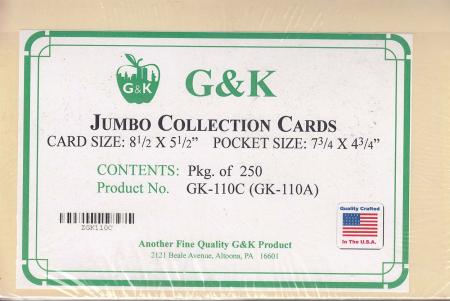 G&K
G&K
JUMBO COLLECTION CARDS
CARD SIZE: 8 1/2 X 5 1/2” POCKET SIZE: 7 3/4 X 4 3/4”
CONTENTS: Pkg. of 250
Product No. GK-110C (GK-110A)
Quality Crafted
In The U.S.A.
ZGK110C
Another Fine Quality G&K Product
2121 Beale Avenue, Altoona, PA 16601